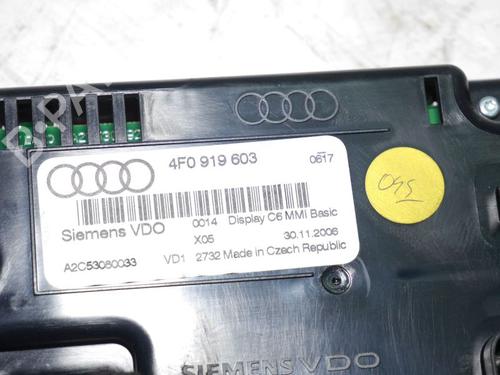 4F0 919 603 0617
Siemens VDO 0014 Display C6 MMi Basic
X05 30.11.2006
A2C53080033 VD1 2732 Made in Czech Republic
SIEMENS VDO